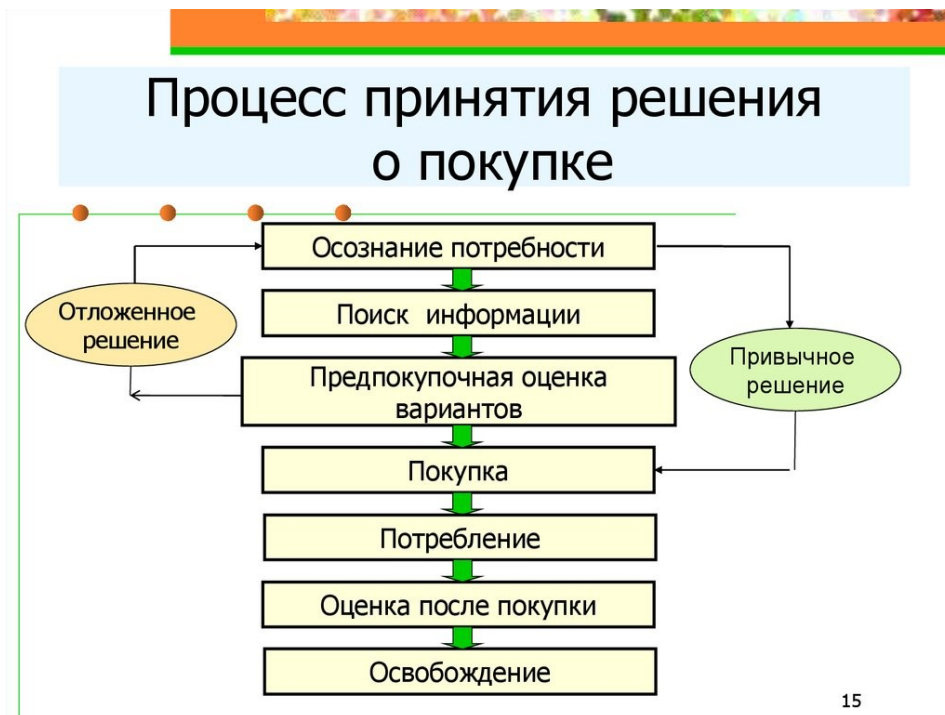 Процесс принятия решения
о покупке
Осознание потребности
Отложенное
решение
Поиск информации
Привычное
решение
Предпокупочная оценка
вариантов
Покупка
Потребление
Оценка после покупки
Освобождение
15